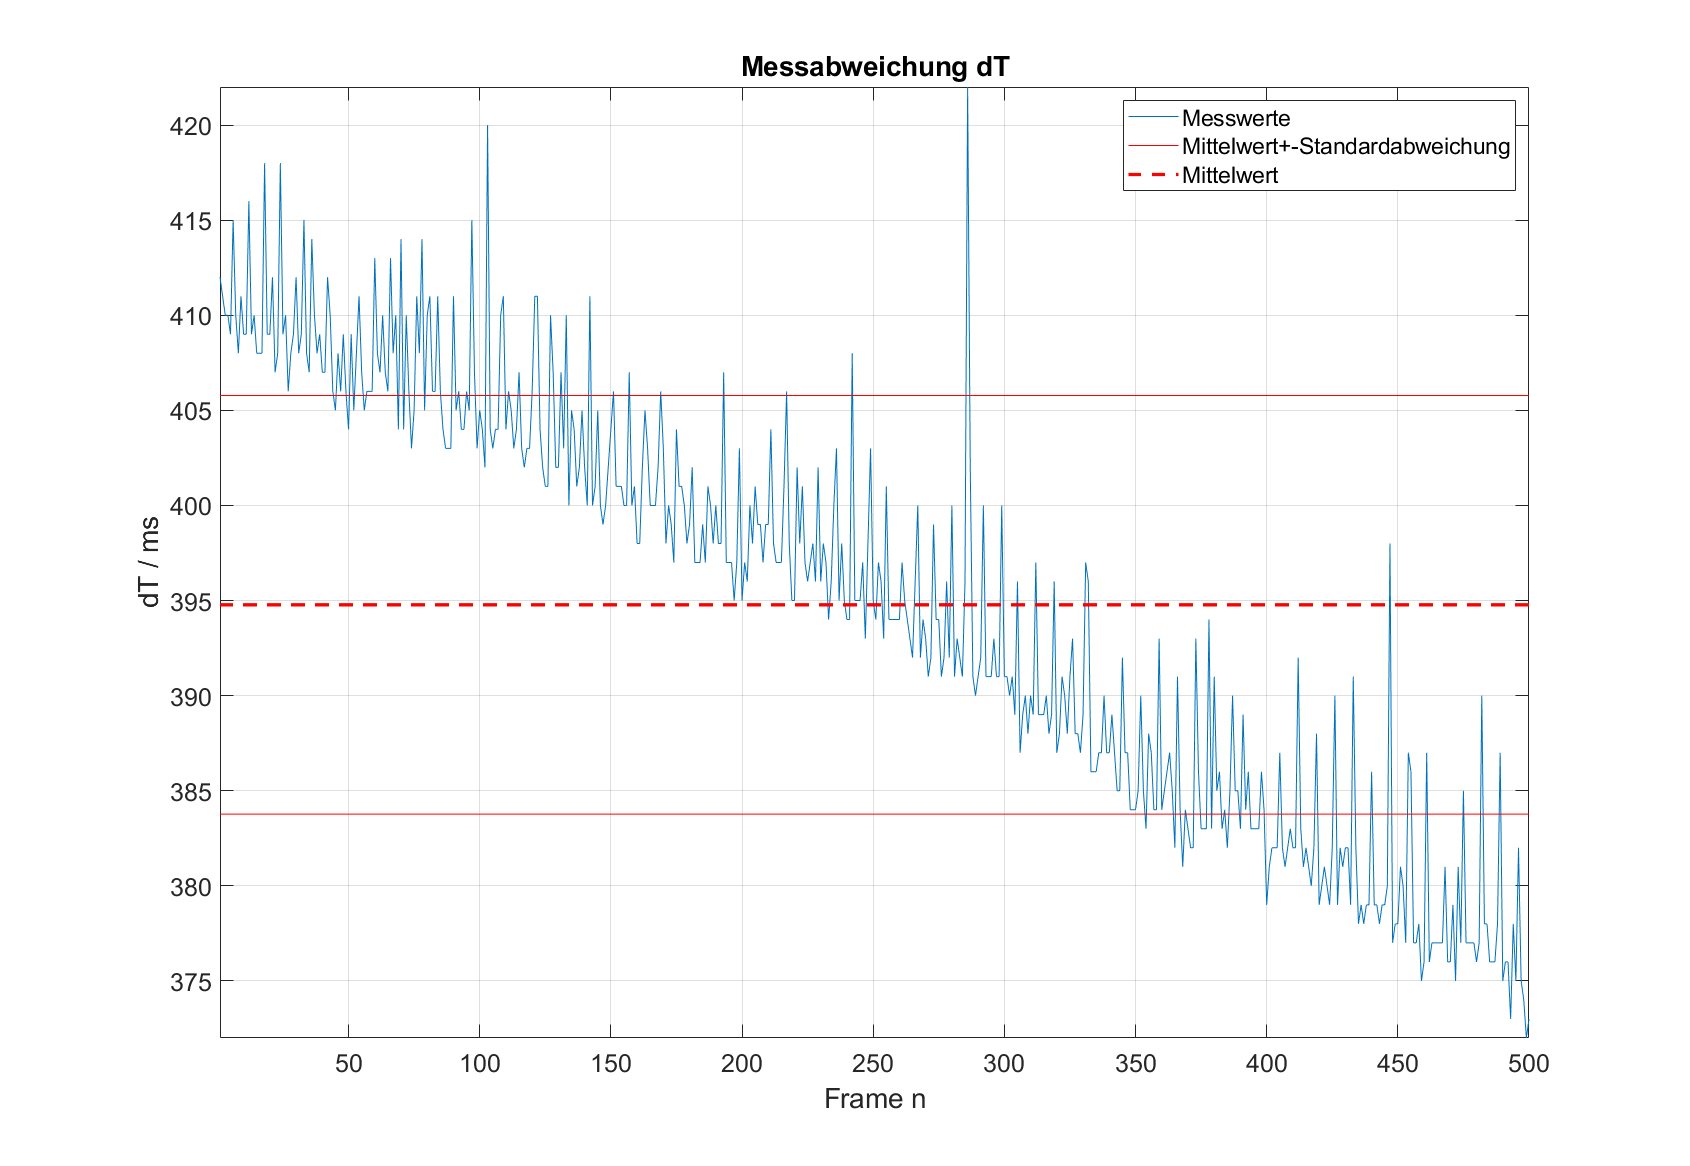 Messabweichung dT
Messwerte
Mittelwert+-Standardabweichung
Mittelwert
420
415
410
405
400
395
390
385
380
375
dT / ms
50 100 150 200 250 300 350 400 450 500
Frame n